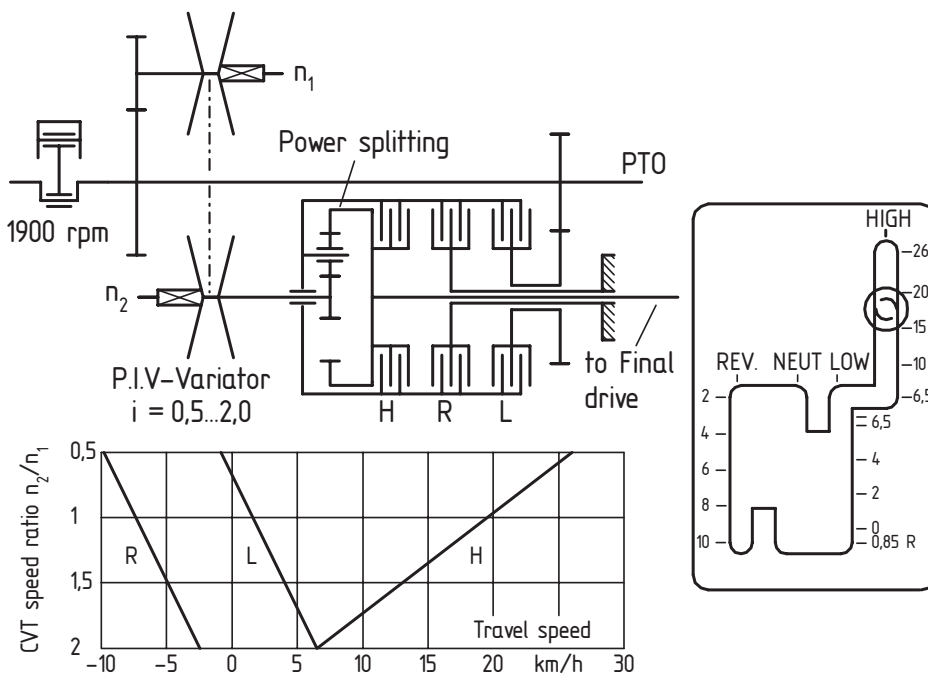 n1
Power splitting
PTO
1900 rpm
n2
P.I.V-Variator
i = 0,5...2,0
H R L
to Final
drive
HIGH
26
20
15
10
6,5
REV. NEUT LOW
2
4
6
8
10
6,5
4
2
0
0,85 R
CVT speed ratio n2/n1
0,5
1
1,5
2
R L H
Travel speed
-10 -5 0 5 10 15 20 km/h 30